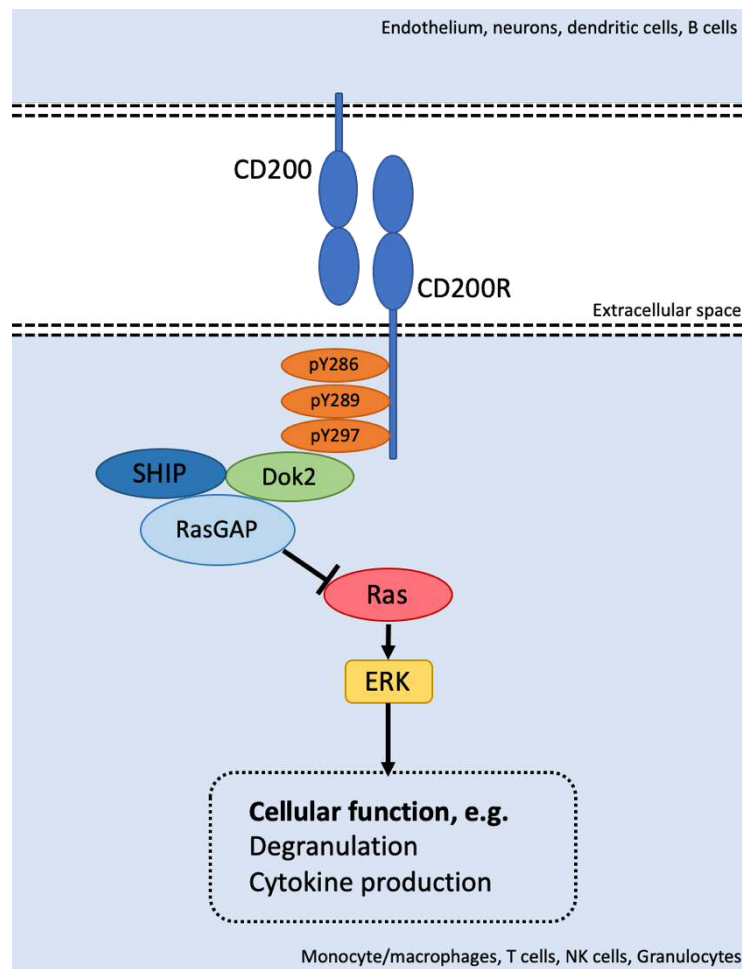 Endothelium, neurons, dendritic cells, B cells
CD200
CD200R
Extracellular space
pY286
pY289
pY297
SHIP
Dok2
RasGAP
Ras
ERK
Cellular function, e.g.
Degranulation
Cytokine production
Monocyte/macrophages, T cells, NK cells, Granulocytes